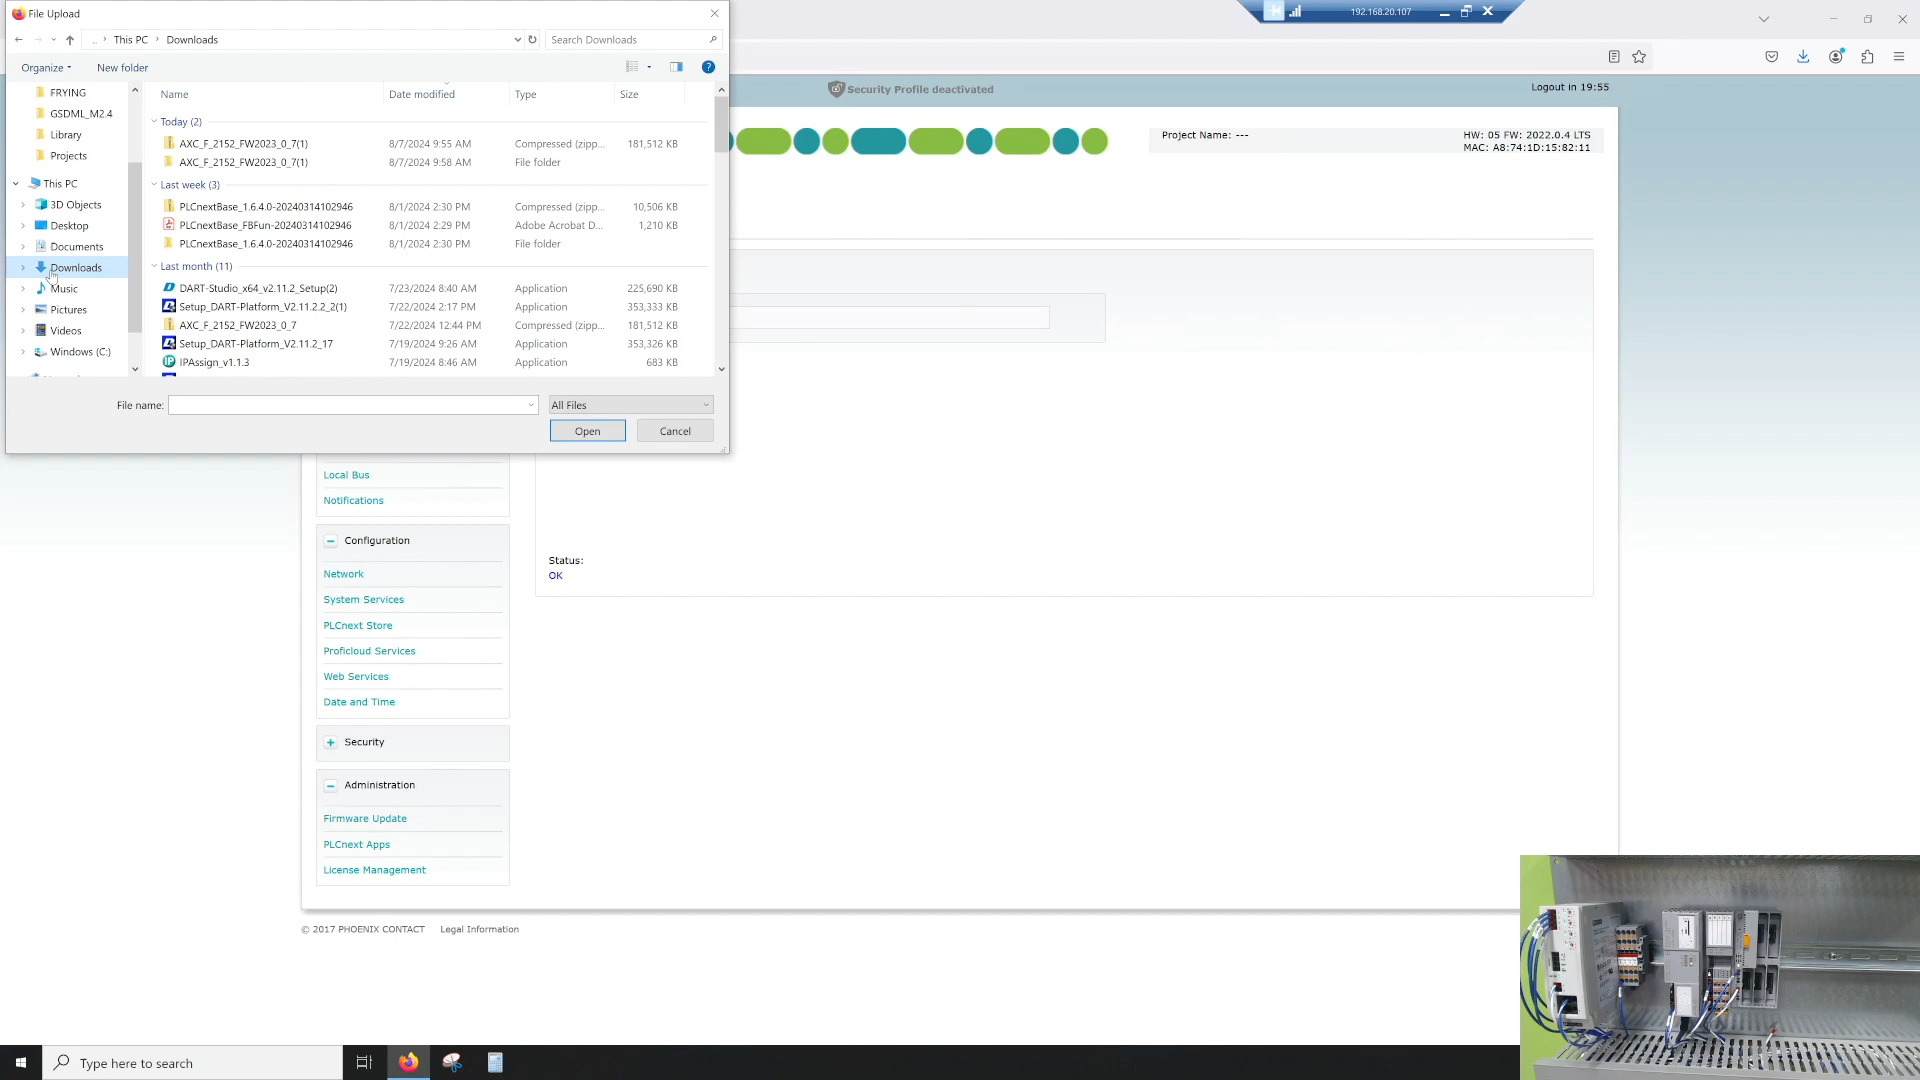 File Upload
192.168.20.107
.. › This PC › Downloads
Search Downloads
Organize
New folder
Name
Date modified
Type
Size
FRYING
GSDML_M2.4
Library
Projects
This PC
3D Objects
Desktop
Documents
Downloads
Music
Pictures
Videos
Windows (C:)
Today (2)
AXC_F_2152_FW2023_0_7(1) 8/7/2024 9:55 AM Compressed (zipp... 181,512 KB
AXC_F_2152_FW2023_0_7(1) 8/7/2024 9:58 AM File folder
Last week (3)
PLCnextBase_1.6.4.0-20240314102946 8/1/2024 2:30 PM Compressed (zipp... 10,506 KB
PLCnextBase_FBFun-20240314102946 8/1/2024 2:29 PM Adobe Acrobat D... 1,210 KB
PLCnextBase_1.6.4.0-20240314102946 8/1/2024 2:30 PM File folder
Last month (11)
DART-Studio_x64_v2.11.2_Setup(2) 7/23/2024 8:40 AM Application 225,690 KB
Setup_DART-Platform_V2.11.2.2_2(1) 7/22/2024 2:17 PM Application 353,333 KB
AXC_F_2152_FW2023_0_7 7/22/2024 12:44 PM Compressed (zipp... 181,512 KB
Setup_DART-Platform_V2.11.2_17 7/19/2024 9:26 AM Application 353,326 KB
IPAssign_v1.1.3 7/19/2024 8:46 AM Application 683 KB
File name:
All Files
Open
Cancel
Security Profile deactivated
Logout in 19:55
Project Name: ---
HW: 05 FW: 2022.0.4 LTS
MAC: A8:74:1D:15:82:11
Local Bus
Notifications
Configuration
Network
System Services
PLCnext Store
Proficloud Services
Web Services
Date and Time
Security
Administration
Firmware Update
PLCnext Apps
License Management
Status:
OK
© 2017 PHOENIX CONTACT Legal Information
Type here to search